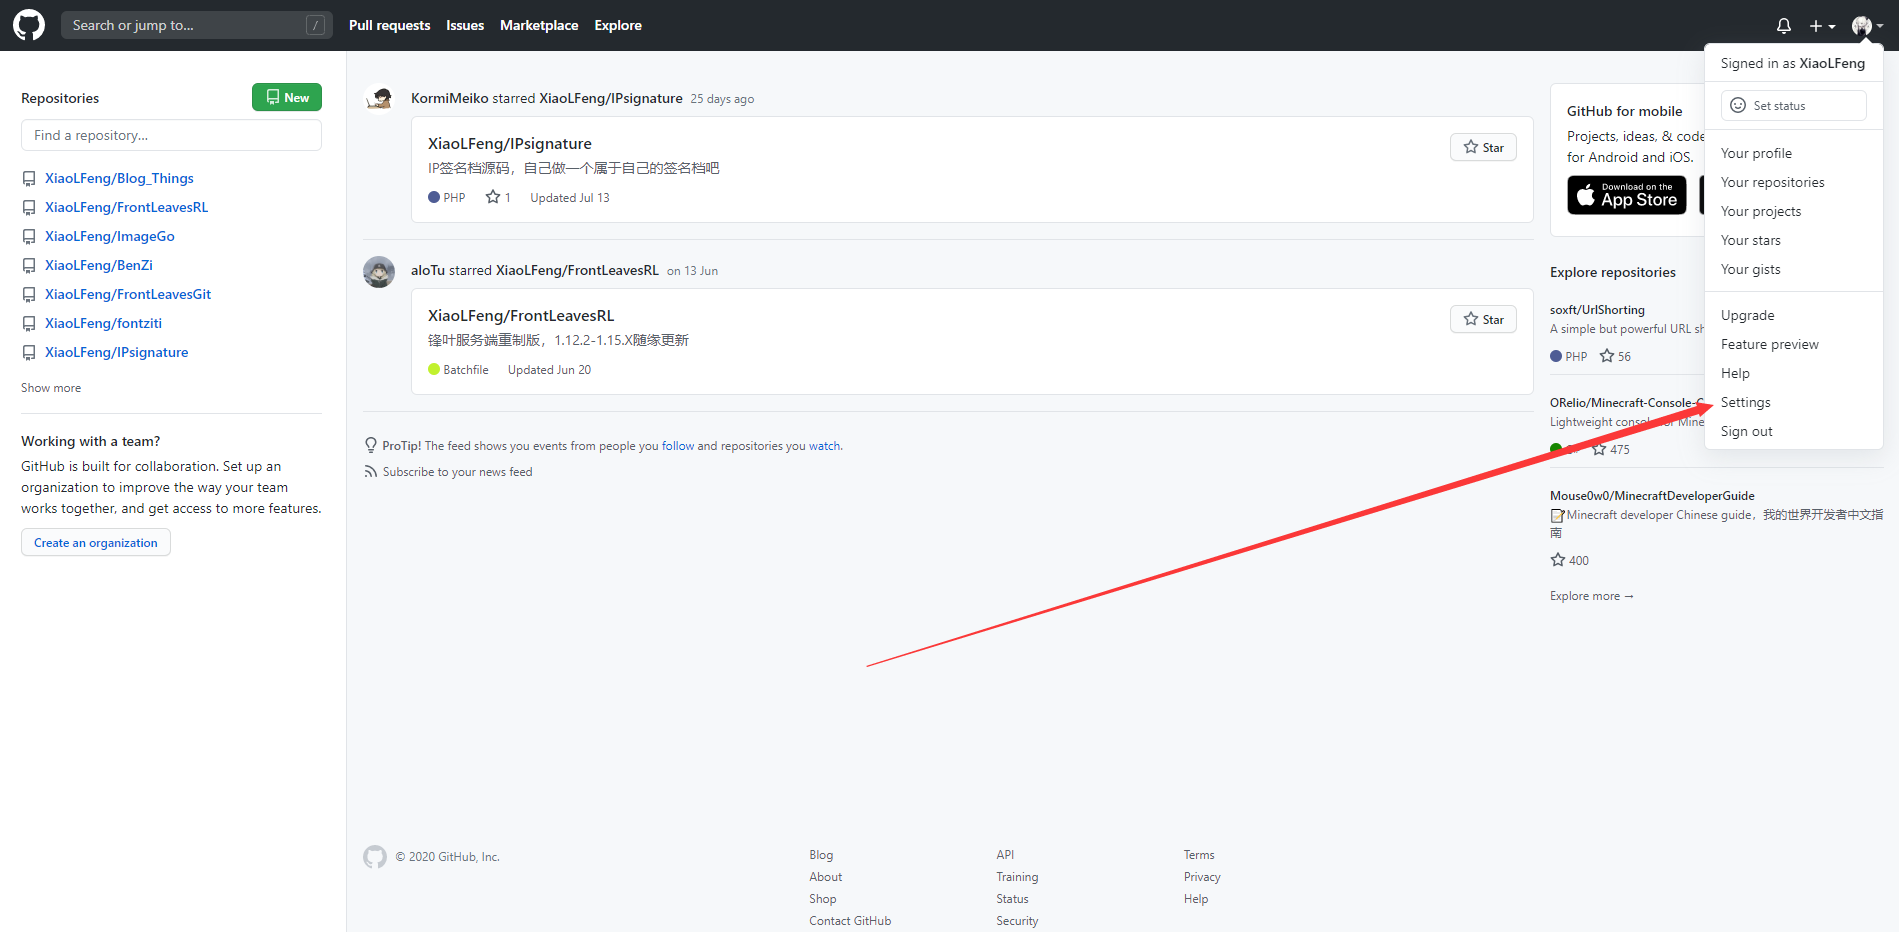 Search or jump to...
/
Pull requests
Issues
Marketplace
Explore
Repositories
New
Find a repository...
XiaoLFeng/Blog_Things
XiaoLFeng/FrontLeavesRL
XiaoLFeng/ImageGo
XiaoLFeng/BenZi
XiaoLFeng/FrontLeavesGit
XiaoLFeng/fontziti
XiaoLFeng/IPsignature
Show more
Working with a team?
GitHub is built for collaboration. Set up an
organization to improve the way your team
works together, and get access to more features.
Create an organization
KormiMeiko starred XiaoLFeng/IPsignature 25 days ago
XiaoLFeng/IPsignature
Star
IP签名档源码，自己做一个属于自己的签名档吧
PHP 1 Updated Jul 13
aloTu starred XiaoLFeng/FrontLeavesRL on 13 Jun
XiaoLFeng/FrontLeavesRL
Star
锋叶服务端重制版，1.12.2-1.15.X随缘更新
Batchfile Updated Jun 20
ProTip! The feed shows you events from people you follow and repositories you watch.
Subscribe to your news feed
GitHub for mobile
Projects, ideas, & code
for Android and iOS.
Download on the
App Store
Explore repositories
soxft/UrlShorting
A simple but powerful URL sh
PHP 56
ORelio/Minecraft-Console-C
Lightweight console for Mine
475
Mouse0w0/MinecraftDeveloperGuide
Minecraft developer Chinese guide，我的世界开发者中文指
南
400
Explore more →
Signed in as XiaoLFeng
Set status
Your profile
Your repositories
Your projects
Your stars
Your gists
Upgrade
Feature preview
Help
Settings
Sign out
© 2020 GitHub, Inc.
Blog
About
Shop
Contact GitHub
API
Training
Status
Security
Terms
Privacy
Help